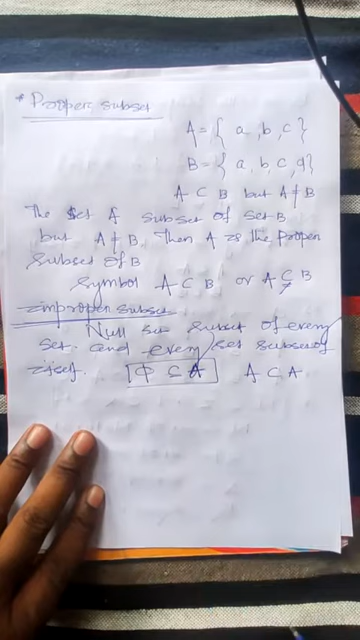 * Proper subset
A = { a, b, c }
B = { a, b, c, d }
A ⊂ B but A ≠ B
The set A subset of set B
but A ≠ B. Then A is the Proper
subset of B
Symbol A ⊂ B or A ⊊ B
improper subset
Null set subset of every
set. and every set subset of
itself. ϕ ⊆ A A ⊂ A